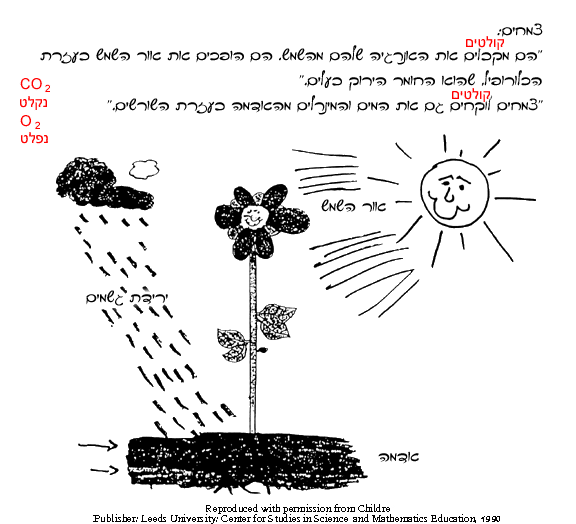 צמחים:
קולטים
"הם מקבלים את האנרגיה שלהם מהשמש. הם הופכים את אור השמש בעזרת
הכלורופיל, שהוא החומר הירוק בעלים."
קולטים
"צמחים לוקחים גם את המים והמינרלים מהאדמה בעזרת השורשים."
CO2
נקלט
O2
נפלט
אור השמש
ירידת גשמים
אדמה
Reproduced with permission from Childre
Publisher/ Leeds University/ Center for Studies in Science and Mathematics Education, 1990